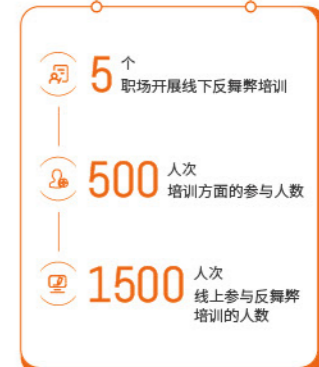 5 个
职场开展线下反舞弊培训
500 人次
培训方面的参与人数
1500 人次
线上参与反舞弊
培训的人数